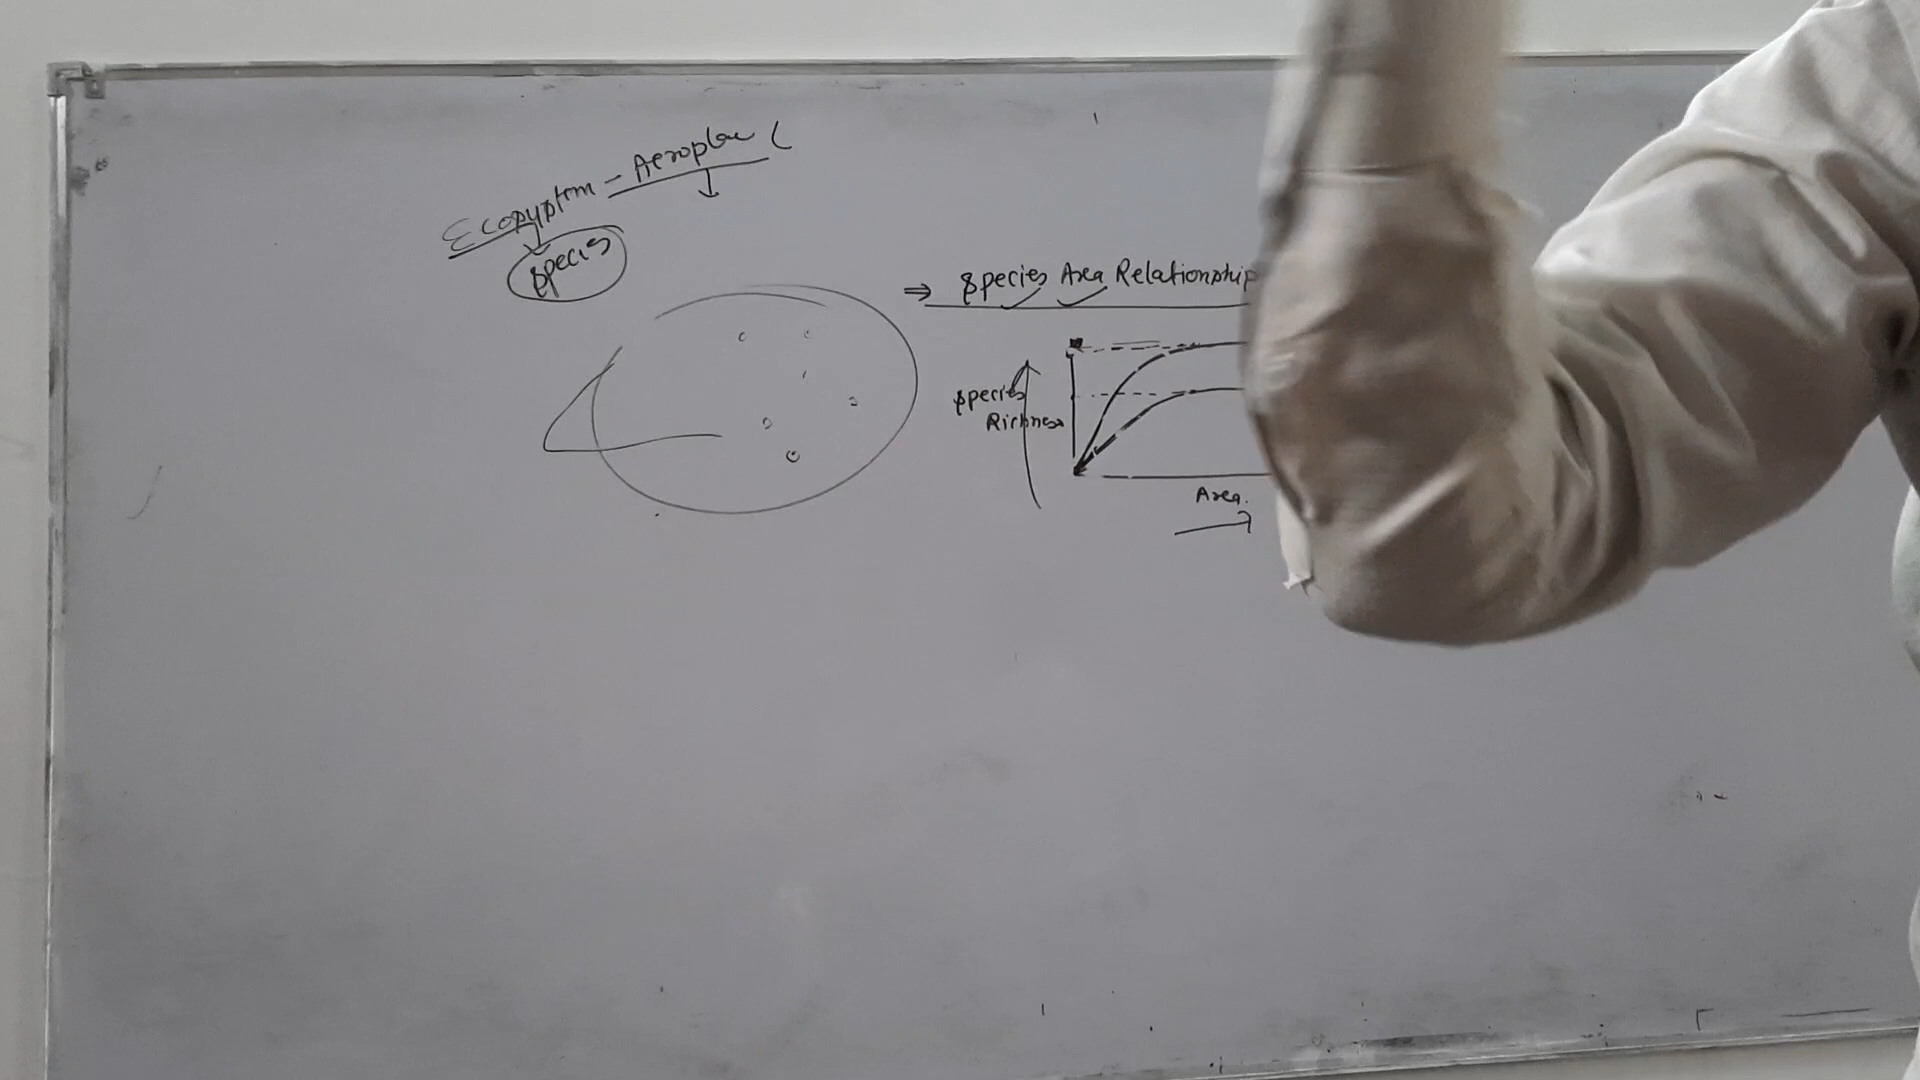 Ecosystem - Aeroplane (
Species
⇒ Species Area Relationship
Species
Richness
Area.